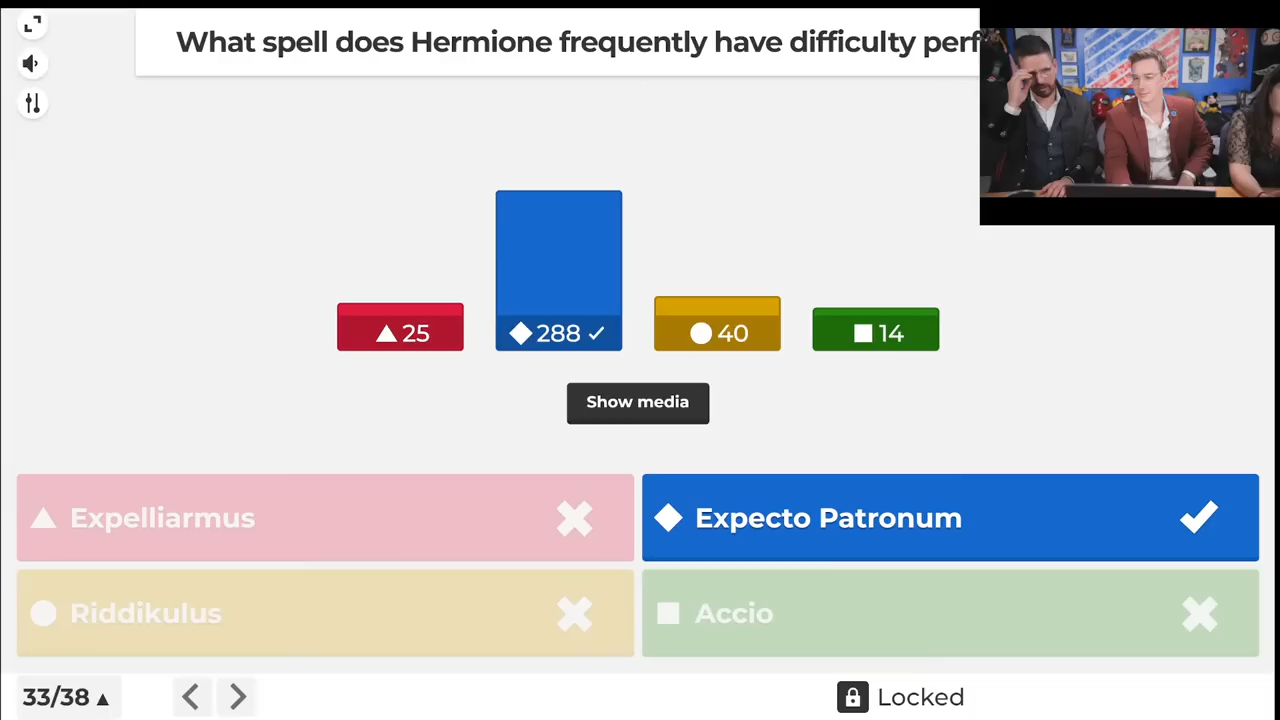 What spell does Hermione frequently have difficulty perf
25
288
40
14
Show media
Expelliarmus
Expecto Patronum
Riddikulus
Accio
33/38
Locked